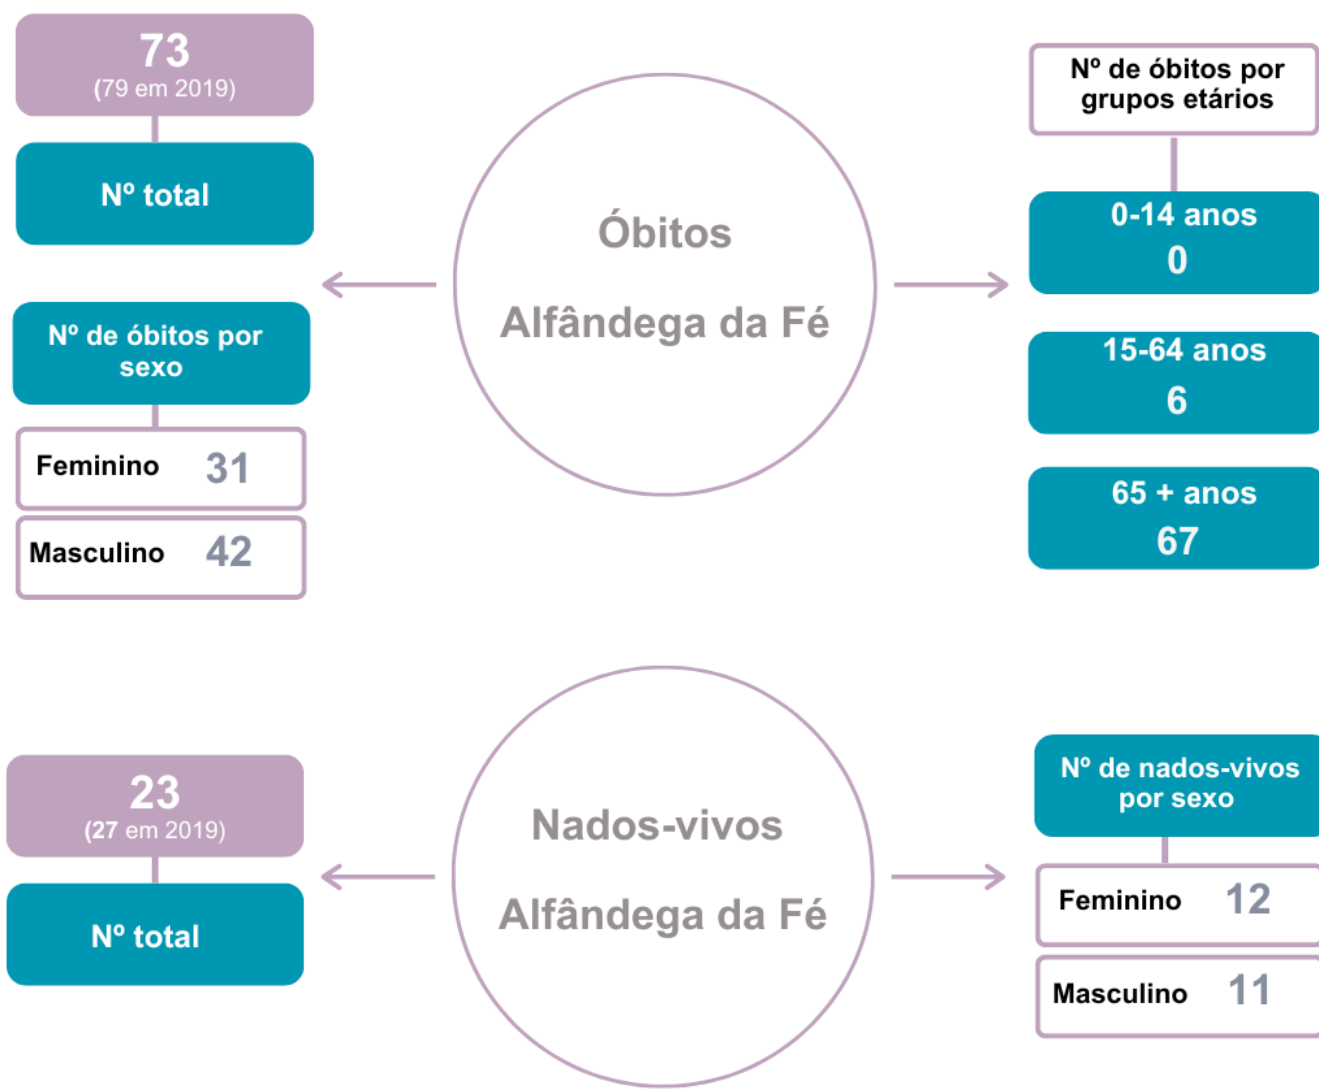 73
(79 em 2019)
Nº total
Nº de óbitos por
sexo
Feminino 31
Masculino 42
Óbitos
Alfândega da Fé
Nº de óbitos por
grupos etários
0-14 anos
0
15-64 anos
6
65 + anos
67
23
(27 em 2019)
Nº total
Nados-vivos
Alfândega da Fé
Nº de nados-vivos
por sexo
Feminino 12
Masculino 11